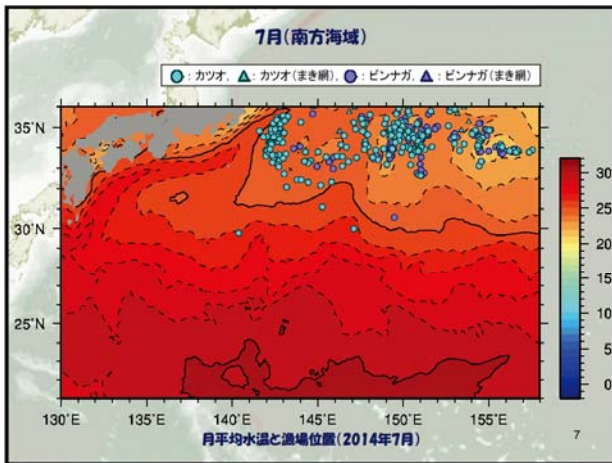 7月(南方海域)
●:カツオ, ▲:カツオ(まき網), ●:ビンナガ, ▲:ビンナガ(まき網)
35°N
30°N
25°N
130°E 135°E 140°E 145°E 150°E 155°E
30
25
20
15
10
5
0
月平均水温と漁場位置(2014年7月)
7